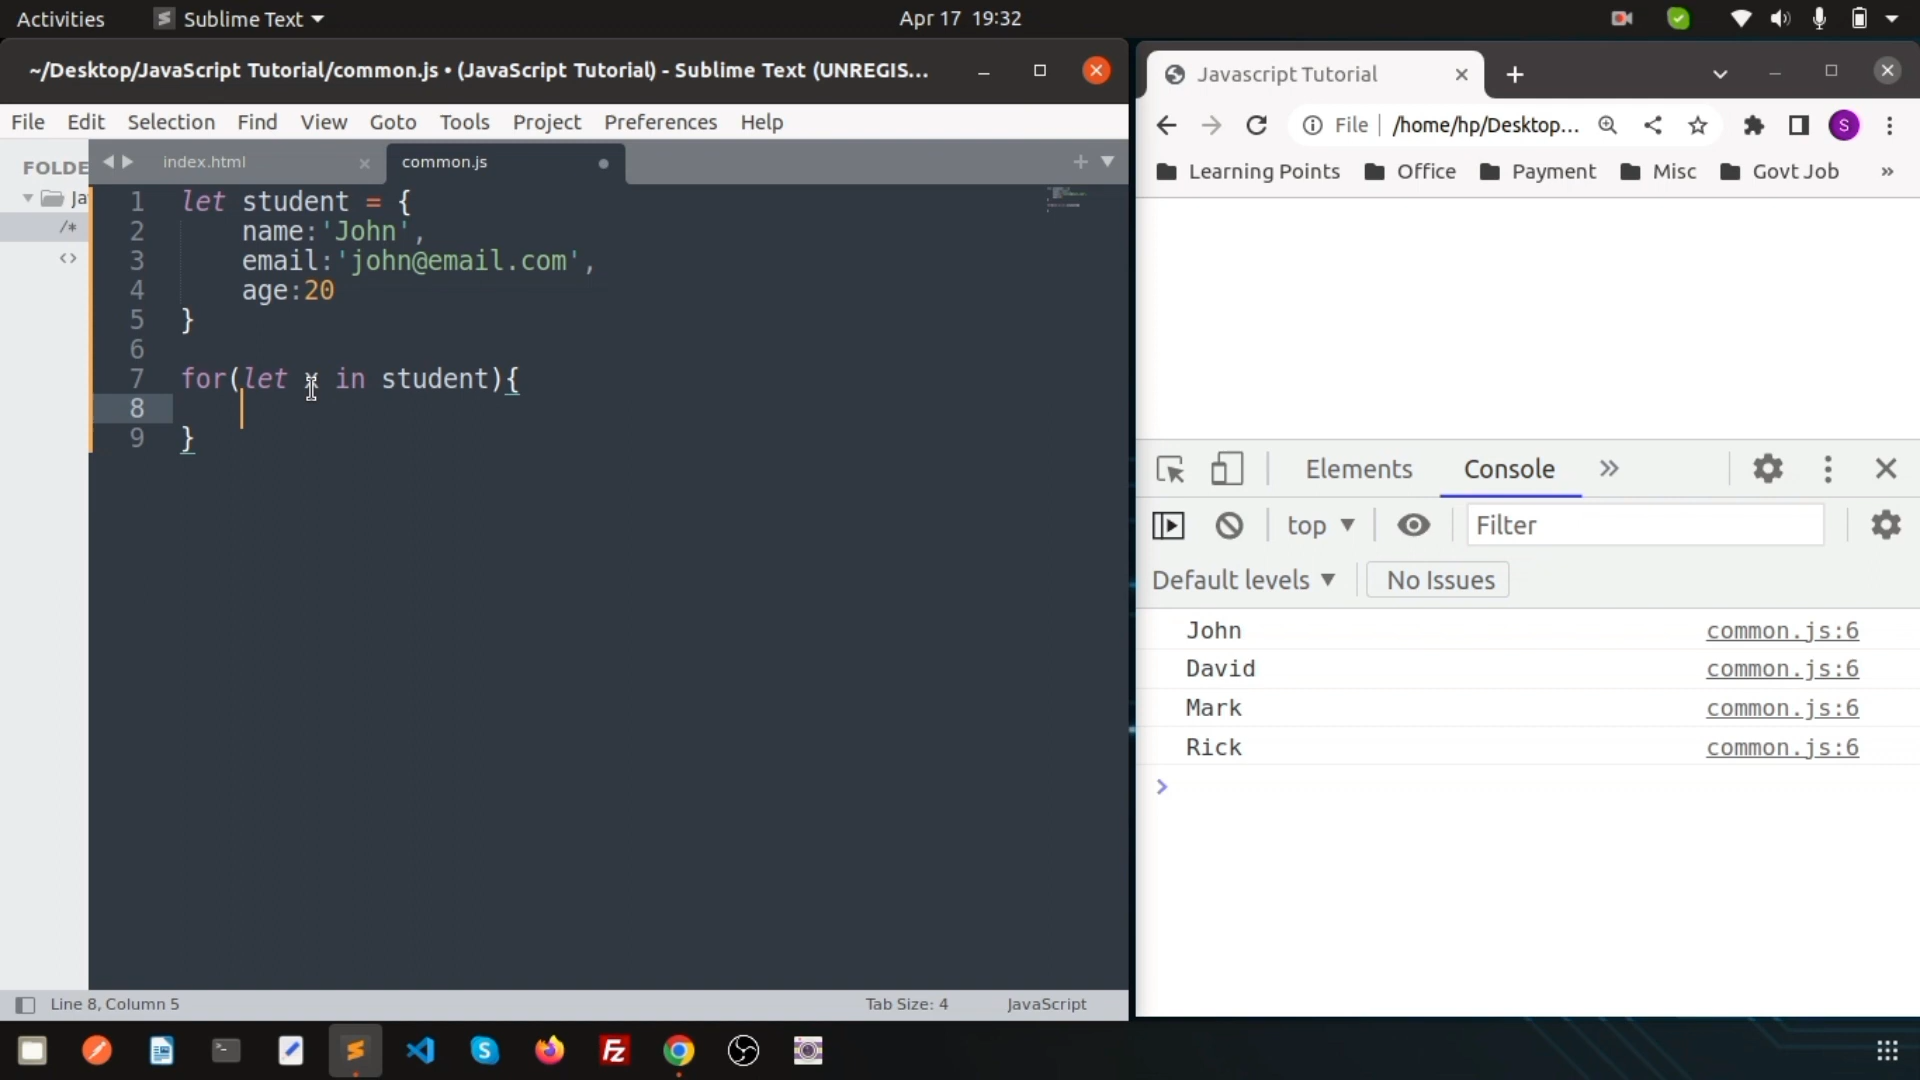 Activities Sublime Text Apr 17 19:32
~/Desktop/JavaScript Tutorial/common.js • (JavaScript Tutorial) - Sublime Text (UNREGIS...
File Edit Selection Find View Goto Tools Project Preferences Help
FOLDE
Ja
/*
<>
index.html common.js
1 let student = {
2 name:'John',
3 email:'john@email.com',
4 age:20
5 }
6
7 for(let x in student){
8
9 }
Line 8, Column 5 Tab Size: 4 JavaScript
Javascript Tutorial
File /home/hp/Desktop... S
Learning Points Office Payment Misc Govt Job »
Elements Console »
top Filter
Default levels No Issues
John common.js:6
David common.js:6
Mark common.js:6
Rick common.js:6